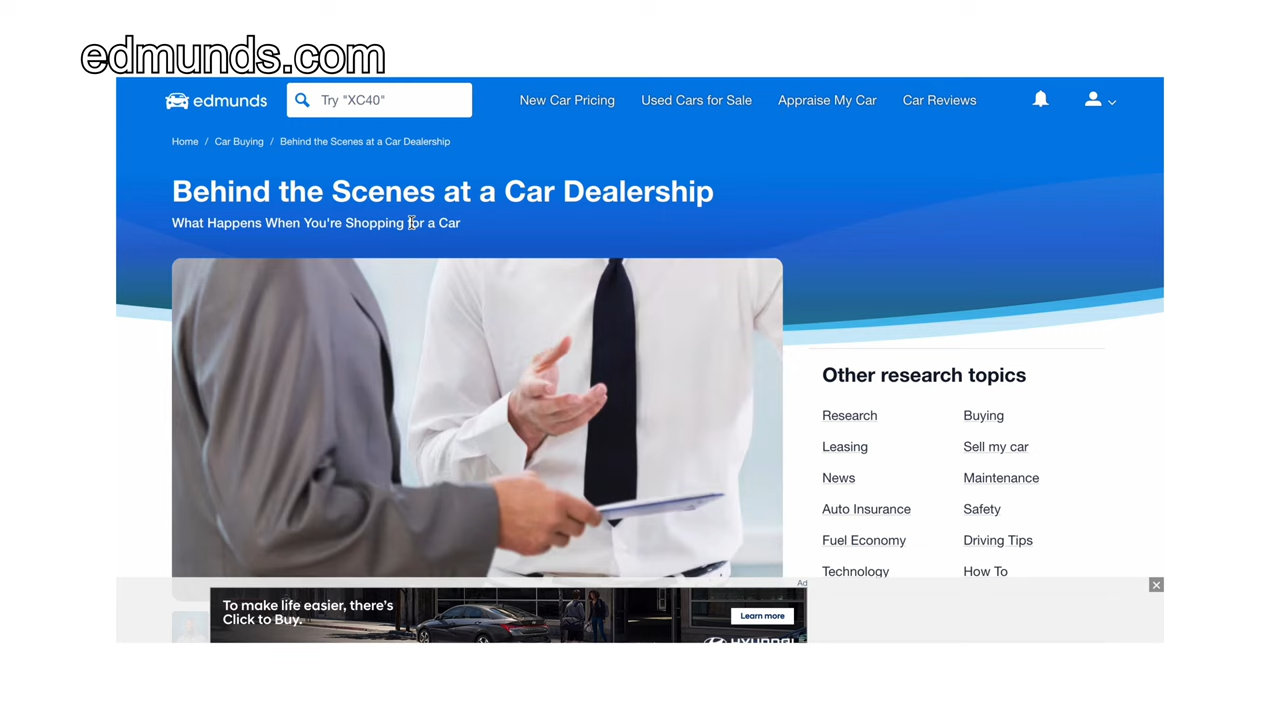 edmunds.com
edmunds
Try "XC40"
New Car Pricing
Used Cars for Sale
Appraise My Car
Car Reviews
Home / Car Buying / Behind the Scenes at a Car Dealership
Behind the Scenes at a Car Dealership
What Happens When You're Shopping for a Car
Other research topics
Research
Buying
Leasing
Sell my car
News
Maintenance
Auto Insurance
Safety
Fuel Economy
Driving Tips
Technology
How To
Ad
To make life easier, there's
Click to Buy.
Learn more
HYUNDAI